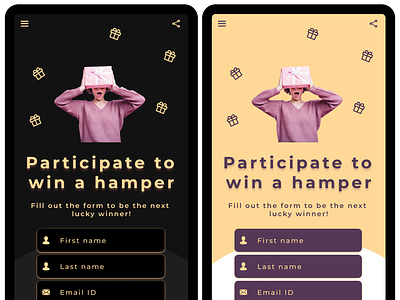 Participate to
win a hamper
Fill out the form to be the next
lucky winner!
First name
Last name
Email ID
Participate to
win a hamper
Fill out the form to be the next
lucky winner!
First name
Last name
Email ID